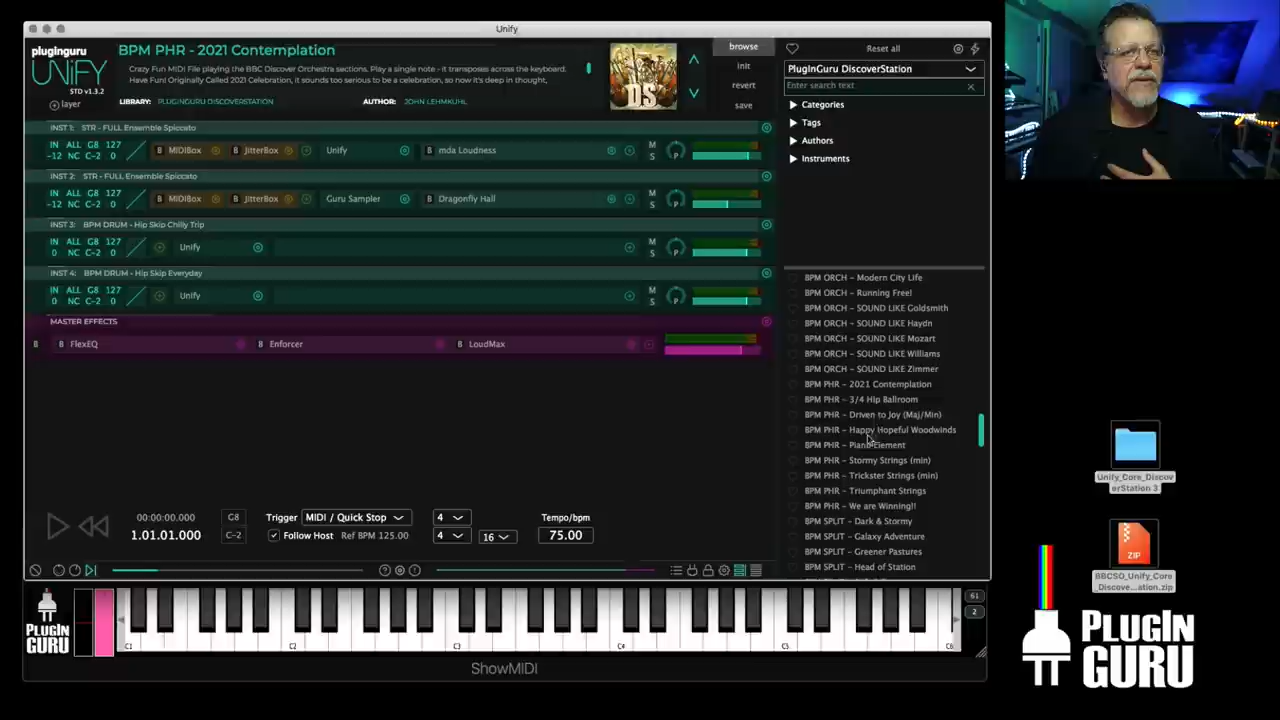 Unify
pluginguru
UNIFY
STD v1.3.2
layer
BPM PHR - 2021 Contemplation
Crazy Fun MIDI File playing the BBC Discover Orchestra sections. Play a single note - it transposes across the keyboard.
Have Fun! Originally Called 2021 Celebration, it sounds too serious to be a celebration, so now it's deep in thought.
LIBRARY: PLUGINGURU DISCOVERSTATION AUTHOR: JOHN LEHMKUHL
DS
browse
init
revert
save
Reset all
PlugInGuru DiscoverStation
Enter search text
Categories
Tags
Authors
Instruments
INST 1: STR - FULL Ensemble Spiccato
IN ALL G8 127
-12 NC C-2 0
B MIDIBox B JitterBox Unify B mda Loudness M S P
INST 2: STR - FULL Ensemble Spiccato
IN ALL G8 127
-12 NC C-2 0
B MIDIBox B JitterBox Guru Sampler B Dragonfly Hall M S P
INST 3: BPM DRUM - Hip Skip Chilly Trip
IN ALL G8 127
0 NC C-2 0
Unify M S P
INST 4: BPM DRUM - Hip Skip Everyday
IN ALL G8 127
0 NC C-2 0
Unify M S P
MASTER EFFECTS
B B FlexEQ B Enforcer B LoudMax
BPM ORCH - Modern City Life
BPM ORCH - Running Free!
BPM ORCH - SOUND LIKE Goldsmith
BPM ORCH - SOUND LIKE Haydn
BPM ORCH - SOUND LIKE Mozart
BPM ORCH - SOUND LIKE Williams
BPM ORCH - SOUND LIKE Zimmer
BPM PHR - 2021 Contemplation
BPM PHR - 3/4 Hip Ballroom
BPM PHR - Driven to Joy (Maj/Min)
BPM PHR - Happy Hopeful Woodwinds
BPM PHR - Piano Element
BPM PHR - Stormy Strings (min)
BPM PHR - Trickster Strings (min)
BPM PHR - Triumphant Strings
BPM PHR - We are Winning!!
BPM SPLIT - Dark & Stormy
BPM SPLIT - Galaxy Adventure
BPM SPLIT - Greener Pastures
BPM SPLIT - Head of Station
00:00:00.000
1.01.01.000
G8
C-2
Trigger MIDI / Quick Stop
Follow Host Ref BPM 125.00
4
4
16
Tempo/bpm
75.00
PLUGIN
GURU
C1 C2 C3 C4 C5 C6
61
2
ShowMIDI
Unify_Core_Discov
erStation 3
ZIP
BBCSO_Unify_Core
_Discove...ation.zip
PLUGIN
GURU